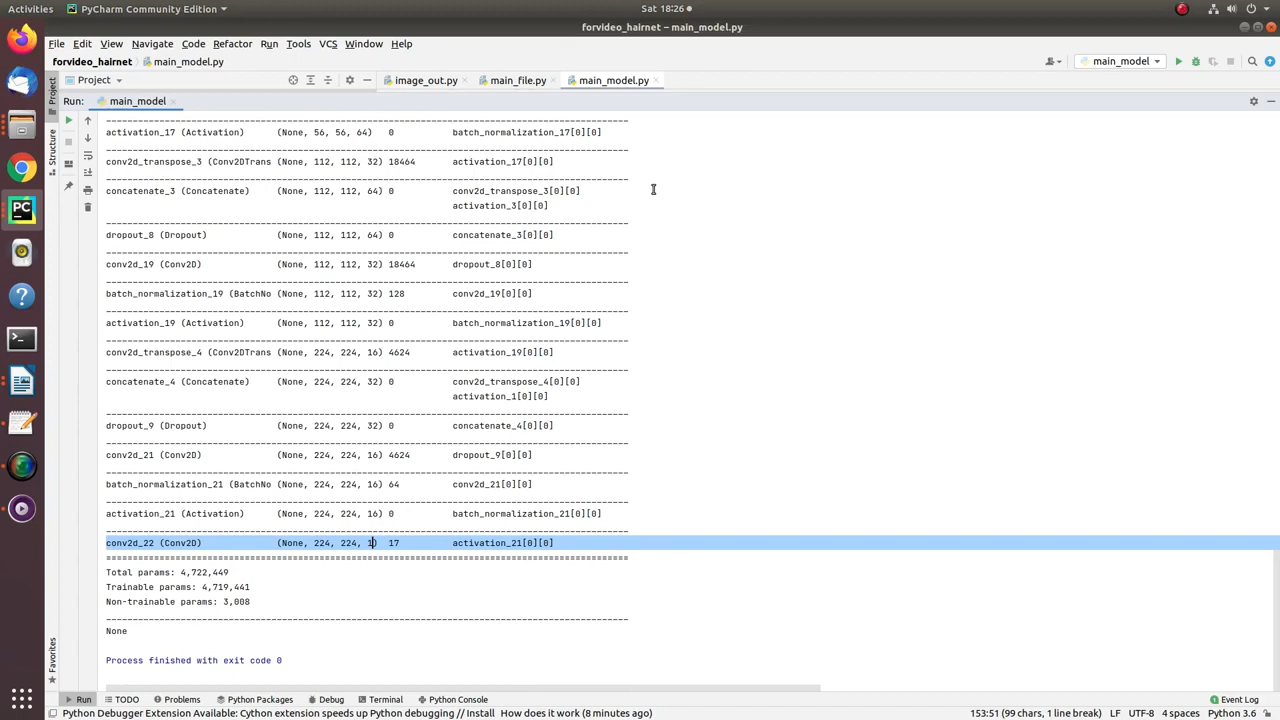 Activities PyCharm Community Edition Sat 18:26
forvideo_hairnet – main_model.py
File Edit View Navigate Code Refactor Run Tools VCS Window Help
forvideo_hairnet main_model.py main_model
Project image_out.py main_file.py main_model.py
Run: main_model
activation_17 (Activation) (None, 56, 56, 64) 0 batch_normalization_17[0][0]
conv2d_transpose_3 (Conv2DTrans (None, 112, 112, 32) 18464 activation_17[0][0]
concatenate_3 (Concatenate) (None, 112, 112, 64) 0 conv2d_transpose_3[0][0]
activation_3[0][0]
dropout_8 (Dropout) (None, 112, 112, 64) 0 concatenate_3[0][0]
conv2d_19 (Conv2D) (None, 112, 112, 32) 18464 dropout_8[0][0]
batch_normalization_19 (BatchNo (None, 112, 112, 32) 128 conv2d_19[0][0]
activation_19 (Activation) (None, 112, 112, 32) 0 batch_normalization_19[0][0]
conv2d_transpose_4 (Conv2DTrans (None, 224, 224, 16) 4624 activation_19[0][0]
concatenate_4 (Concatenate) (None, 224, 224, 32) 0 conv2d_transpose_4[0][0]
activation_1[0][0]
dropout_9 (Dropout) (None, 224, 224, 32) 0 concatenate_4[0][0]
conv2d_21 (Conv2D) (None, 224, 224, 16) 4624 dropout_9[0][0]
batch_normalization_21 (BatchNo (None, 224, 224, 16) 64 conv2d_21[0][0]
activation_21 (Activation) (None, 224, 224, 16) 0 batch_normalization_21[0][0]
conv2d_22 (Conv2D) (None, 224, 224, 1) 17 activation_21[0][0]
Total params: 4,722,449
Trainable params: 4,719,441
Non-trainable params: 3,008
None
Process finished with exit code 0
Project
Structure
Favorites
PC
Run TODO Problems Python Packages Debug Terminal Python Console Event Log
Python Debugger Extension Available: Cython extension speeds up Python debugging // Install How does it work (8 minutes ago) 153:51 (99 chars, 1 line break) LF UTF-8 4 spaces Python 3.6